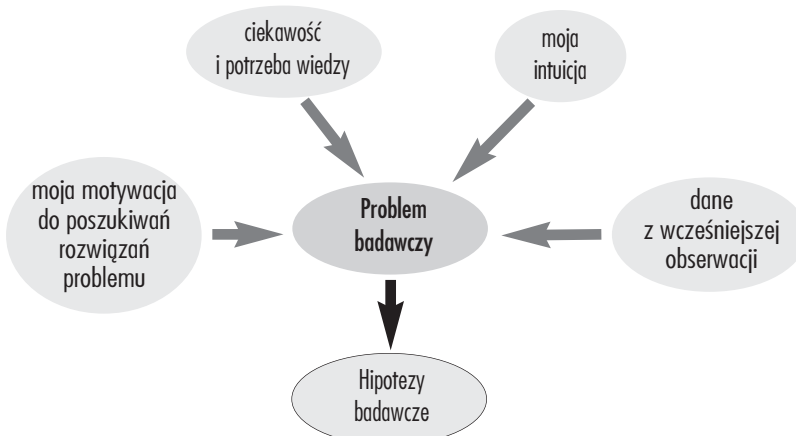 ciekawość
i potrzeba wiedzy
moja
intuicja
moja motywacja
do poszukiwań
rozwiązań
problemu
Problem
badawczy
dane
z wcześniejszej
obserwacji
Hipotezy
badawcze